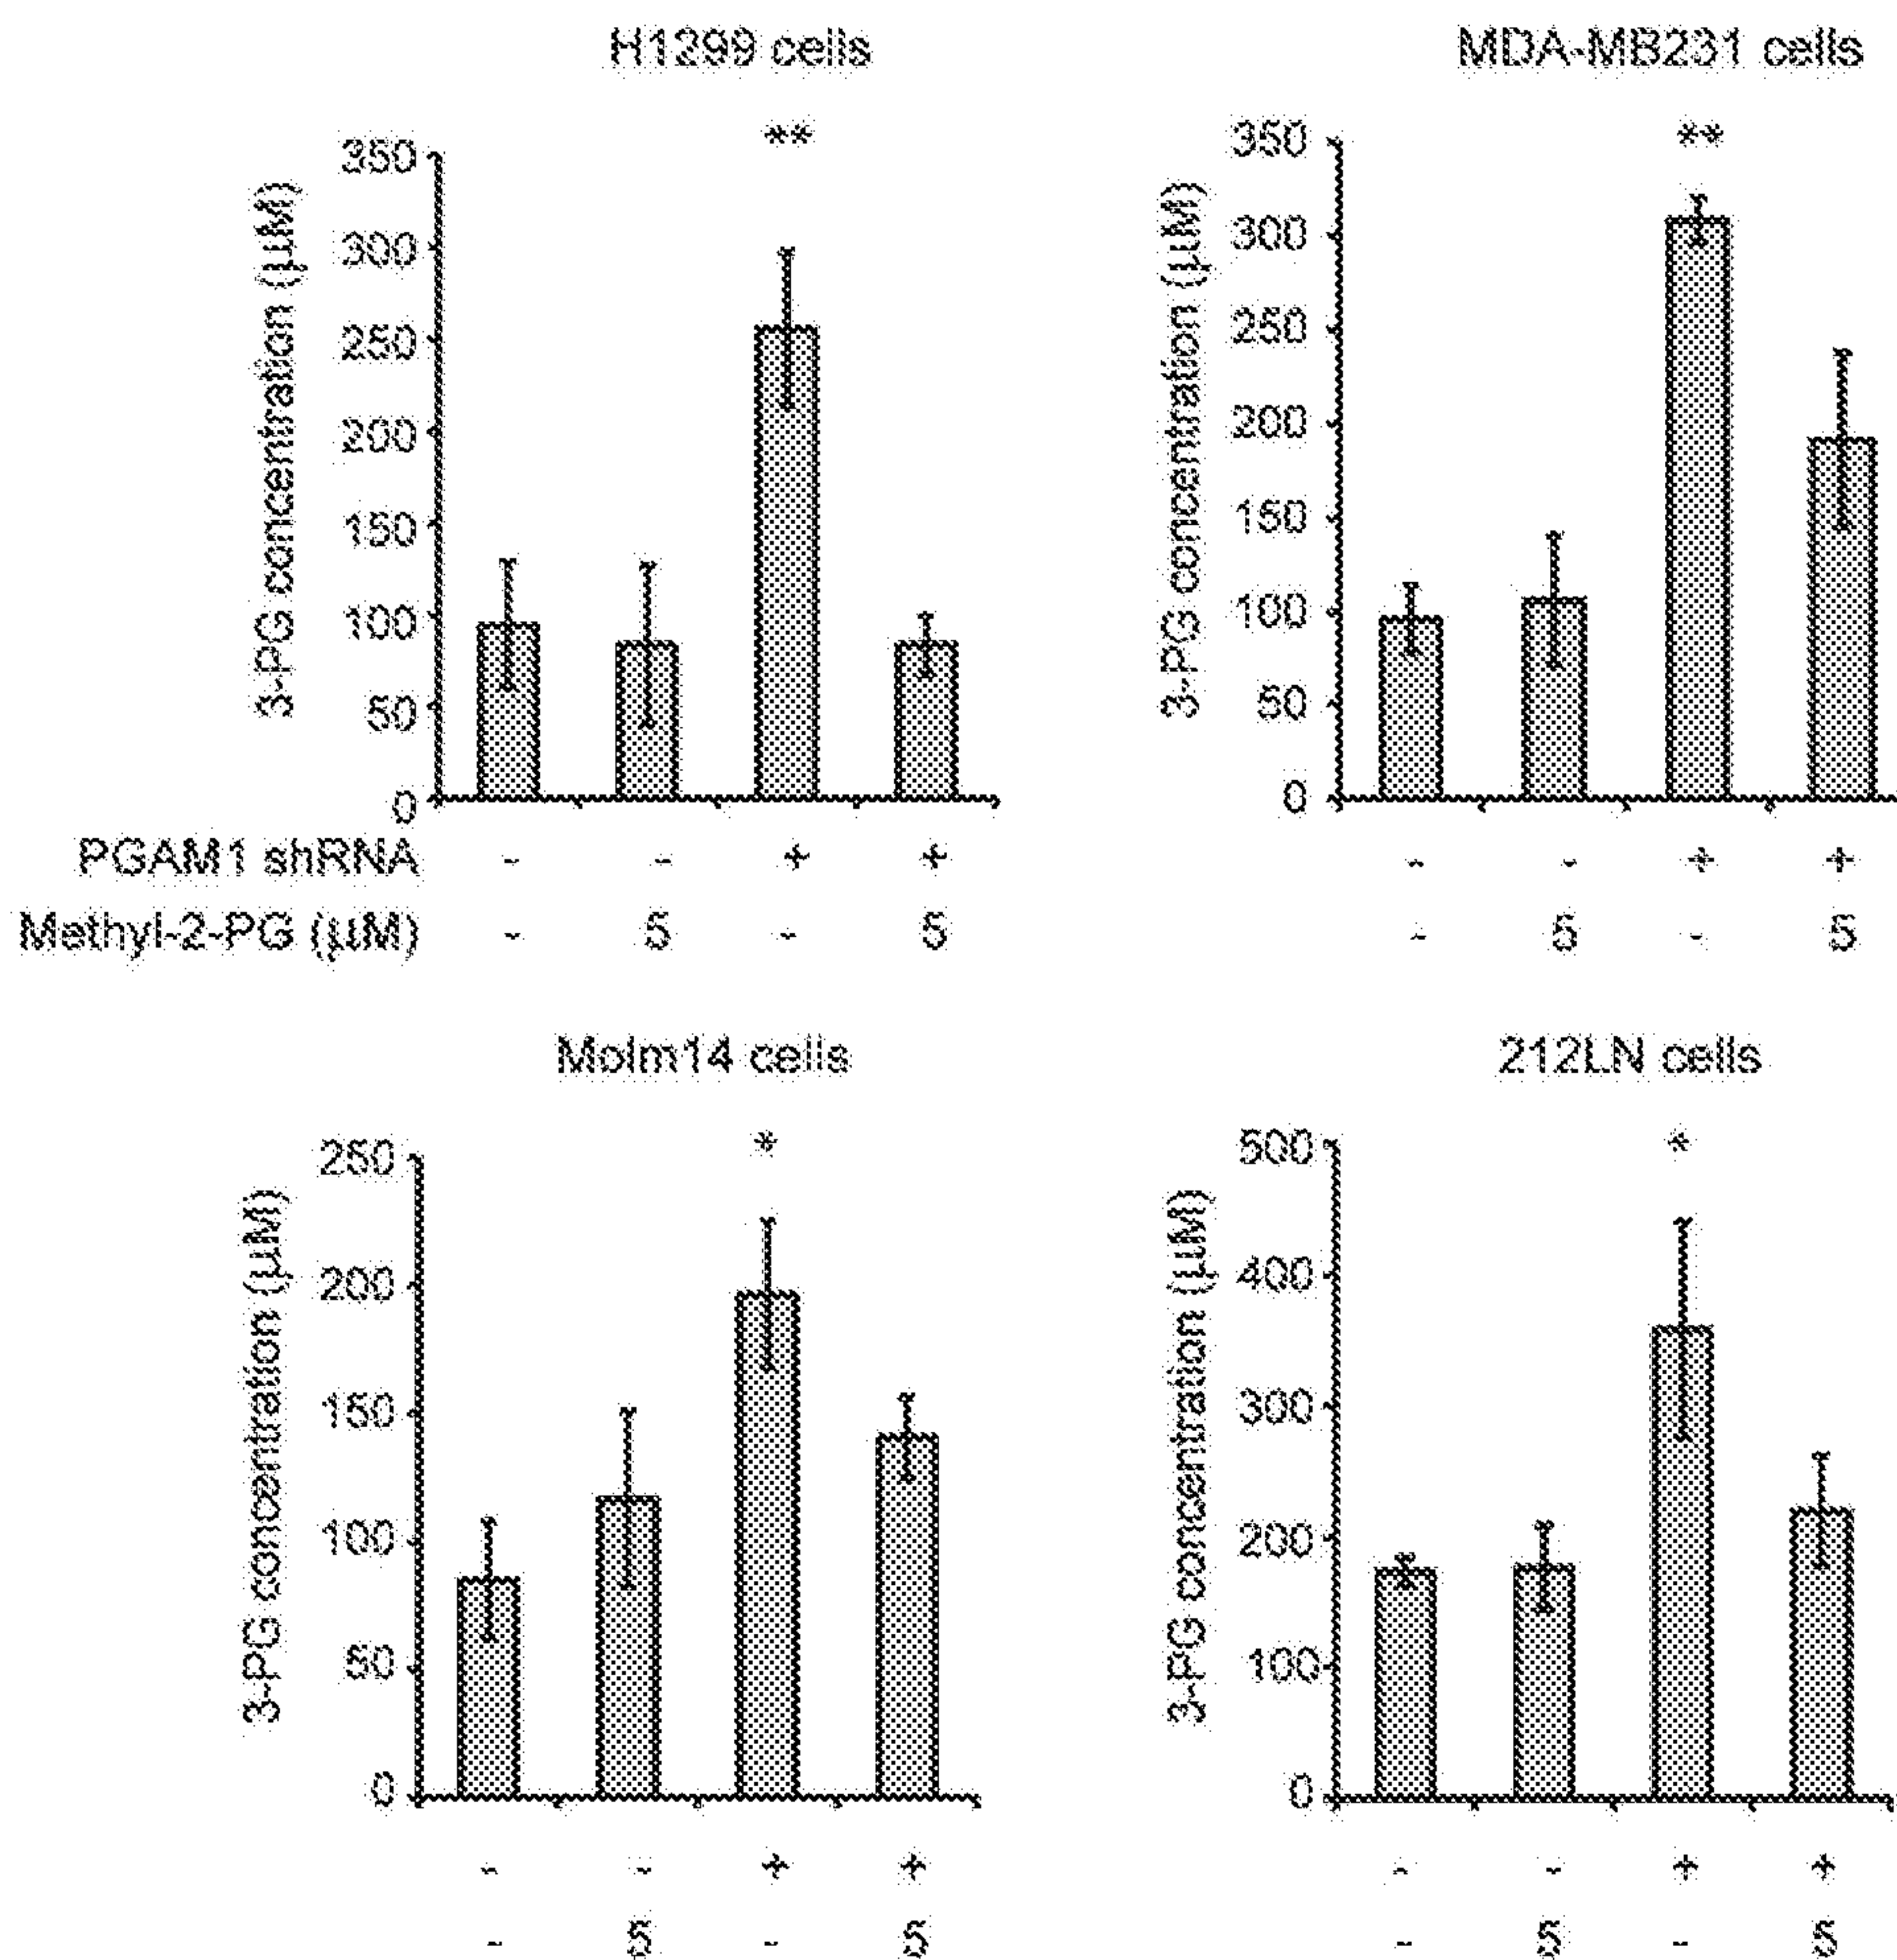 H1299 cells
**
3-PG concentration (µM)
350
300
250
200
150
100
50
0
PGAM1 shRNA - - + +
Methyl-2-PG (µM) - 5 - 5
MDA-MB231 cells
**
3-PG concentration (µM)
350
300
250
200
150
100
50
0
- - + +
- 5 - 5
Molm14 cells
*
3-PG concentration (µM)
250
200
150
100
50
0
- - + +
- 5 - 5
212LN cells
*
3-PG concentration (µM)
500
400
300
200
100
0
- - + +
- 5 - 5